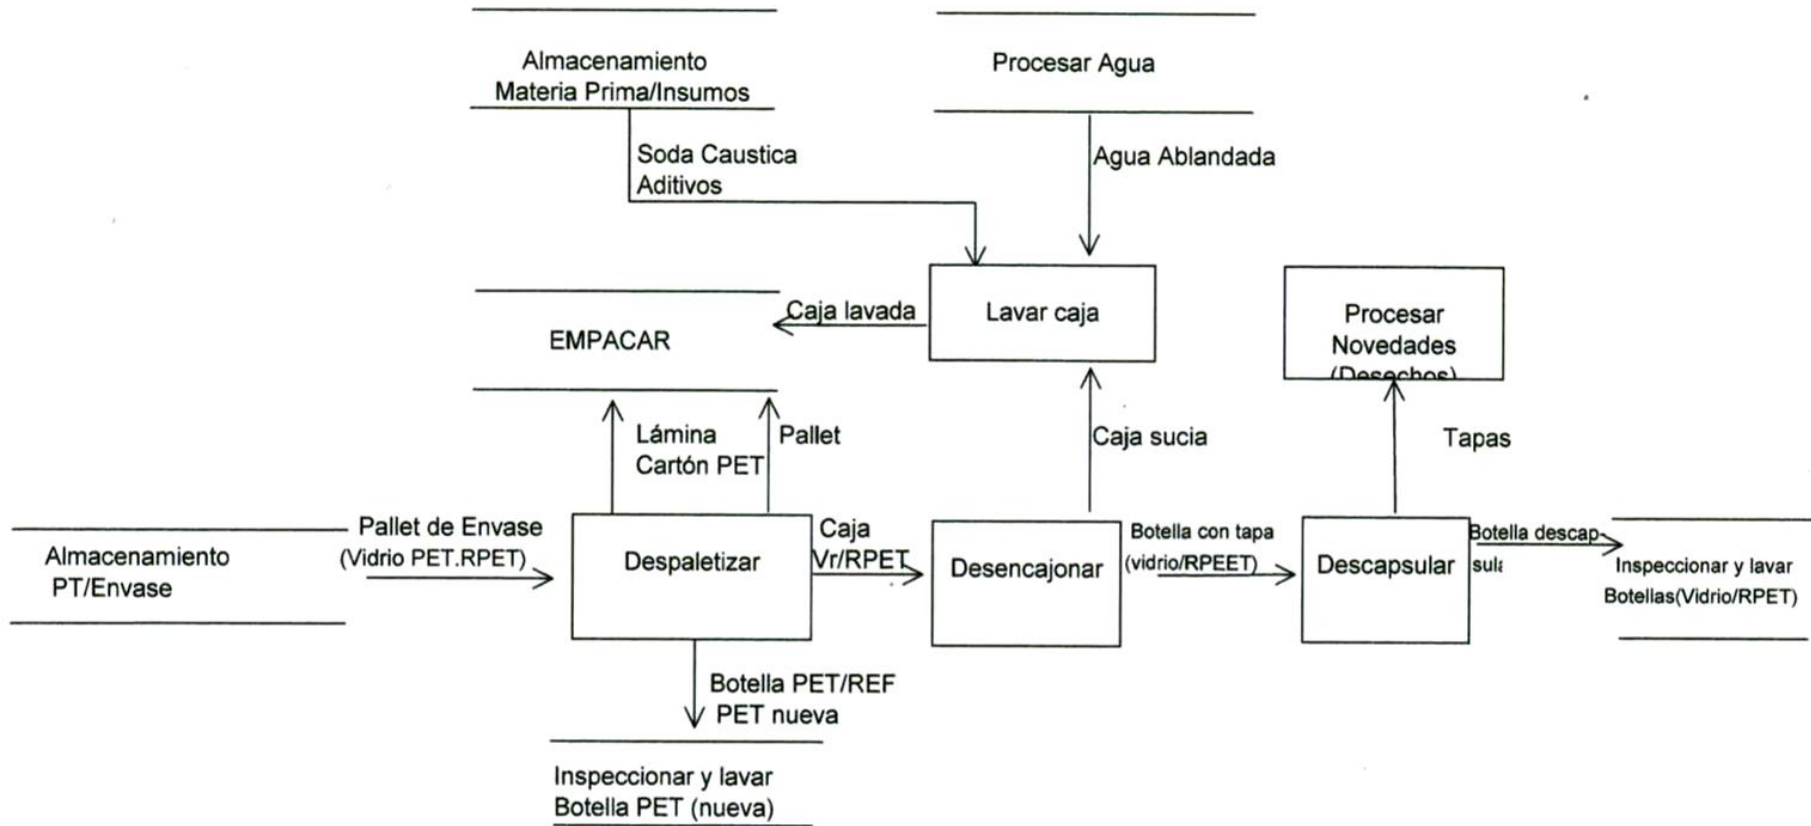 Almacenamiento
Materia Prima/Insumos
Procesar Agua
Soda Caustica
Aditivos
Agua Ablandada
Caja lavada
Lavar caja
EMPACAR
Procesar
Novedades
(Desechos)
Lámina
Cartón PET
Pallet
Caja sucia
Tapas
Almacenamiento
PT/Envase
Pallet de Envase
(Vidrio PET.RPET)
Despaletizar
Caja
Vr/RPET
Desencajonar
Botella con tapa
(vidrio/RPEET)
Descapsular
Botella descap-
sula
Inspeccionar y lavar
Botellas(Vidrio/RPET)
Botella PET/REF
PET nueva
Inspeccionar y lavar
Botella PET (nueva)